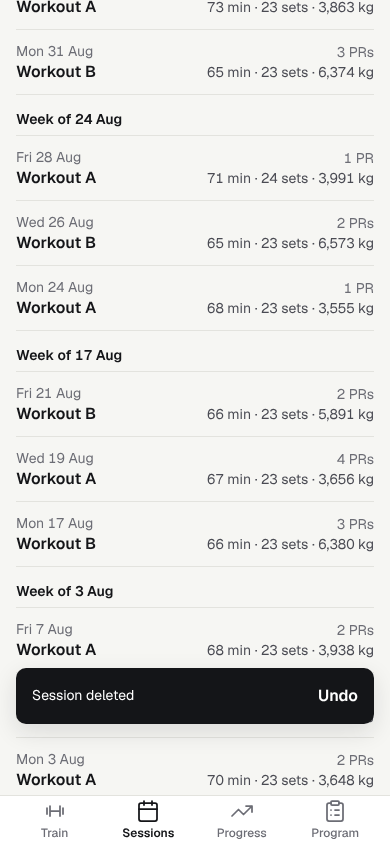 Workout A 73 min · 23 sets · 3,863 kg
Mon 31 Aug 3 PRs
Workout B 65 min · 23 sets · 6,374 kg
Week of 24 Aug
Fri 28 Aug 1 PR
Workout A 71 min · 24 sets · 3,991 kg
Wed 26 Aug 2 PRs
Workout B 65 min · 23 sets · 6,573 kg
Mon 24 Aug 1 PR
Workout A 68 min · 23 sets · 3,555 kg
Week of 17 Aug
Fri 21 Aug 2 PRs
Workout B 66 min · 23 sets · 5,891 kg
Wed 19 Aug 4 PRs
Workout A 67 min · 23 sets · 3,656 kg
Mon 17 Aug 3 PRs
Workout B 66 min · 23 sets · 6,380 kg
Week of 3 Aug
Fri 7 Aug 2 PRs
Workout A 68 min · 23 sets · 3,938 kg
Session deleted Undo
Mon 3 Aug 2 PRs
Workout A 70 min · 23 sets · 3,648 kg
Train Sessions Progress Program